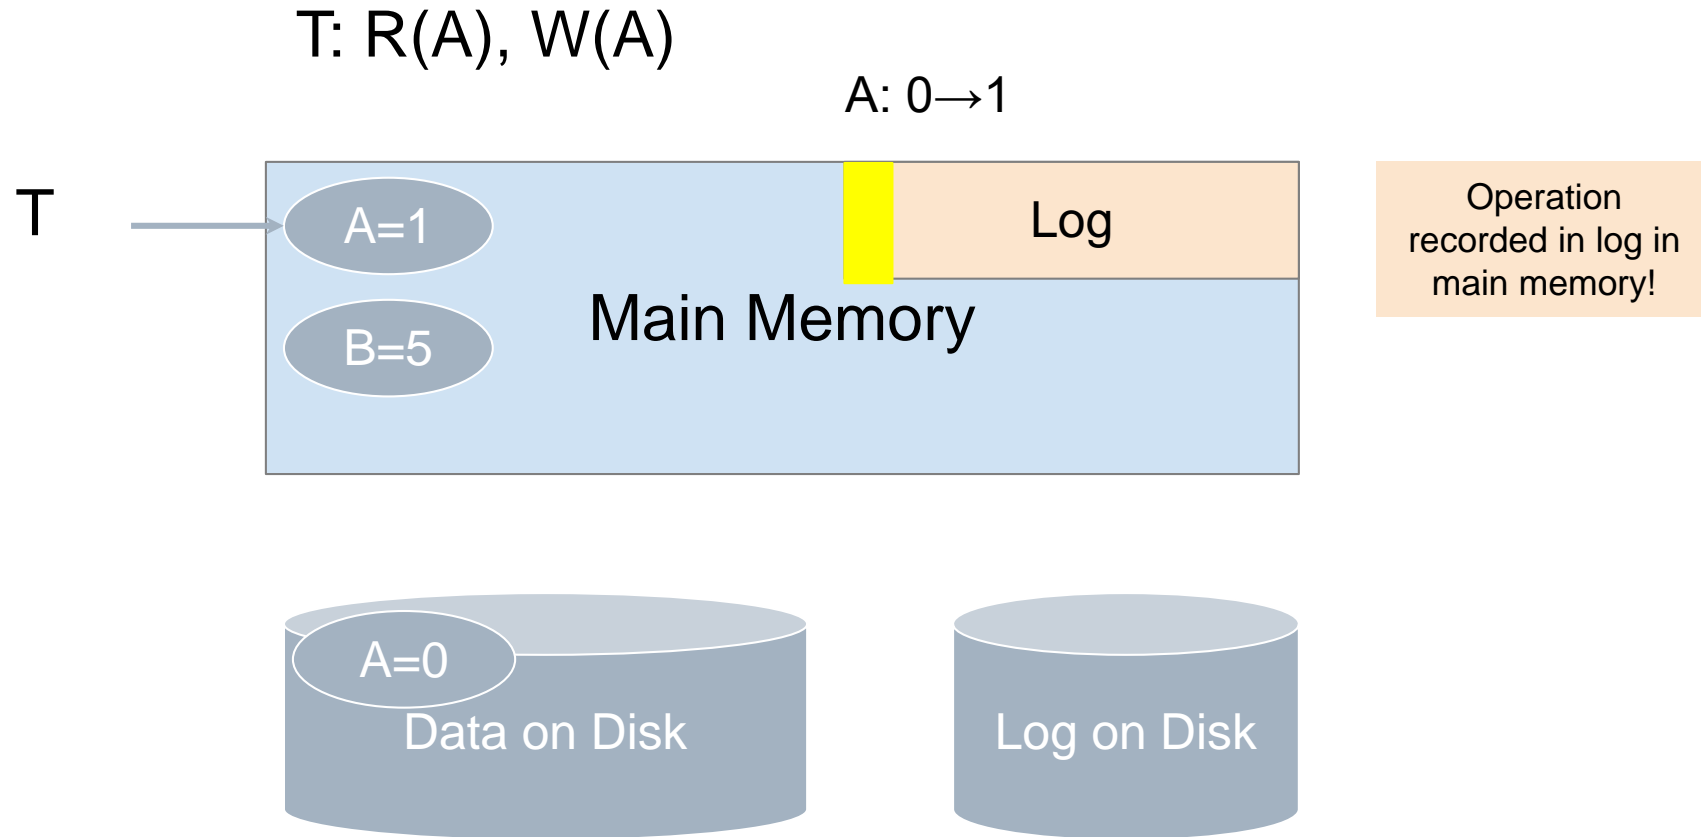 T: R(A), W(A)
A: 0→1
T
A=1
Log
Operation
recorded in log in
main memory!
Main Memory
B=5
A=0
Data on Disk
Log on Disk